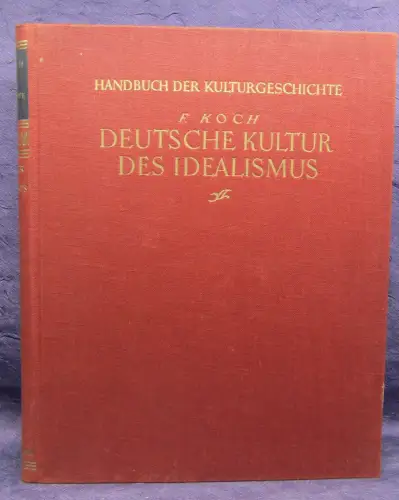 HANDBUCH DER KULTURGESCHICHTE
F. KOCH
DEUTSCHE KULTUR
DES IDEALISMUS